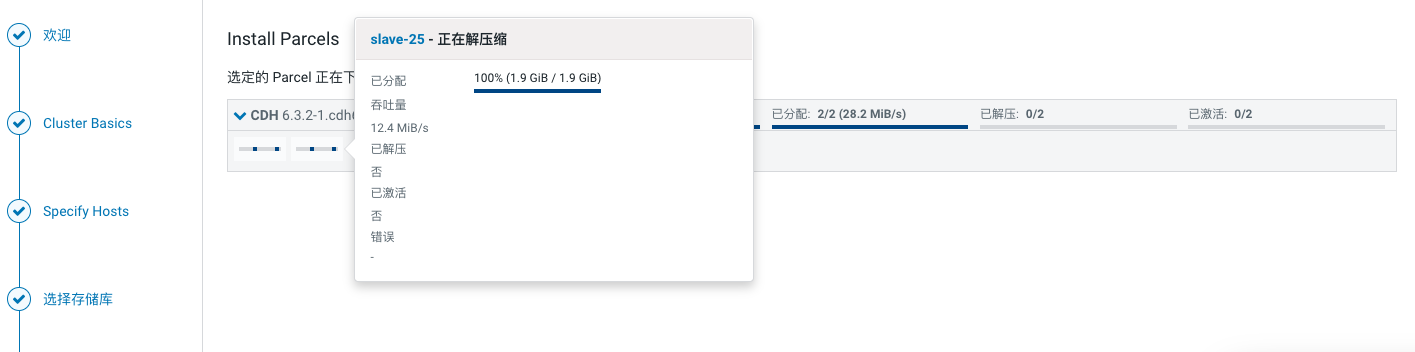 欢迎
Cluster Basics
Specify Hosts
选择存储库
Install Parcels
选定的 Parcel 正在下
CDH 6.3.2-1.cdh
已分配: 2/2 (28.2 MiB/s)
已解压: 0/2
已激活: 0/2
slave-25 - 正在解压缩
已分配 100% (1.9 GiB / 1.9 GiB)
吞吐量
12.4 MiB/s
已解压
否
已激活
否
错误
-